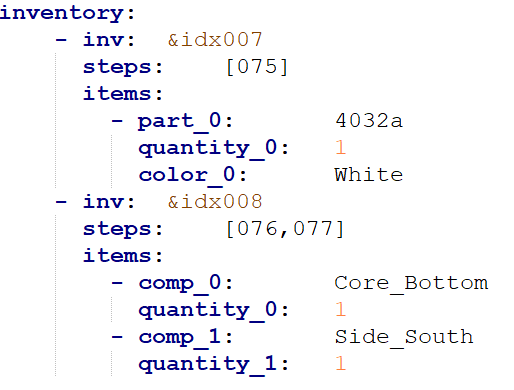 inventory:
- inv: &idx007
steps: [075]
items:
- part_0: 4032a
quantity_0: 1
color_0: White
- inv: &idx008
steps: [076,077]
items:
- comp_0: Core_Bottom
quantity_0: 1
- comp_1: Side_South
quantity_1: 1